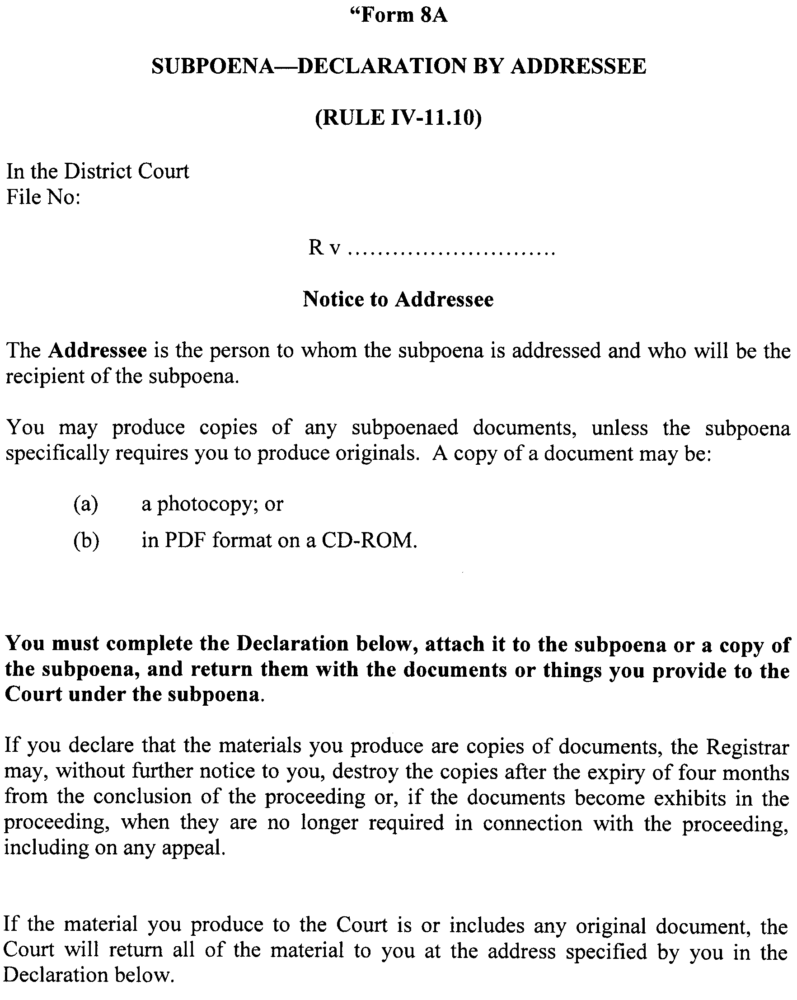 “Form 8A
SUBPOENA—DECLARATION BY ADDRESSEE
(RULE IV-11.10)
In the District Court
File No:
R v ............................
Notice to Addressee
The Addressee is the person to whom the subpoena is addressed and who will be the
recipient of the subpoena.
You may produce copies of any subpoenaed documents, unless the subpoena
specifically requires you to produce originals. A copy of a document may be:
(a) a photocopy; or
(b) in PDF format on a CD-ROM.
You must complete the Declaration below, attach it to the subpoena or a copy of
the subpoena, and return them with the documents or things you provide to the
Court under the subpoena.
If you declare that the materials you produce are copies of documents, the Registrar
may, without further notice to you, destroy the copies after the expiry of four months
from the conclusion of the proceeding or, if the documents become exhibits in the
proceeding, when they are no longer required in connection with the proceeding,
including on any appeal.
If the material you produce to the Court is or includes any original document, the
Court will return all of the material to you at the address specified by you in the
Declaration below.